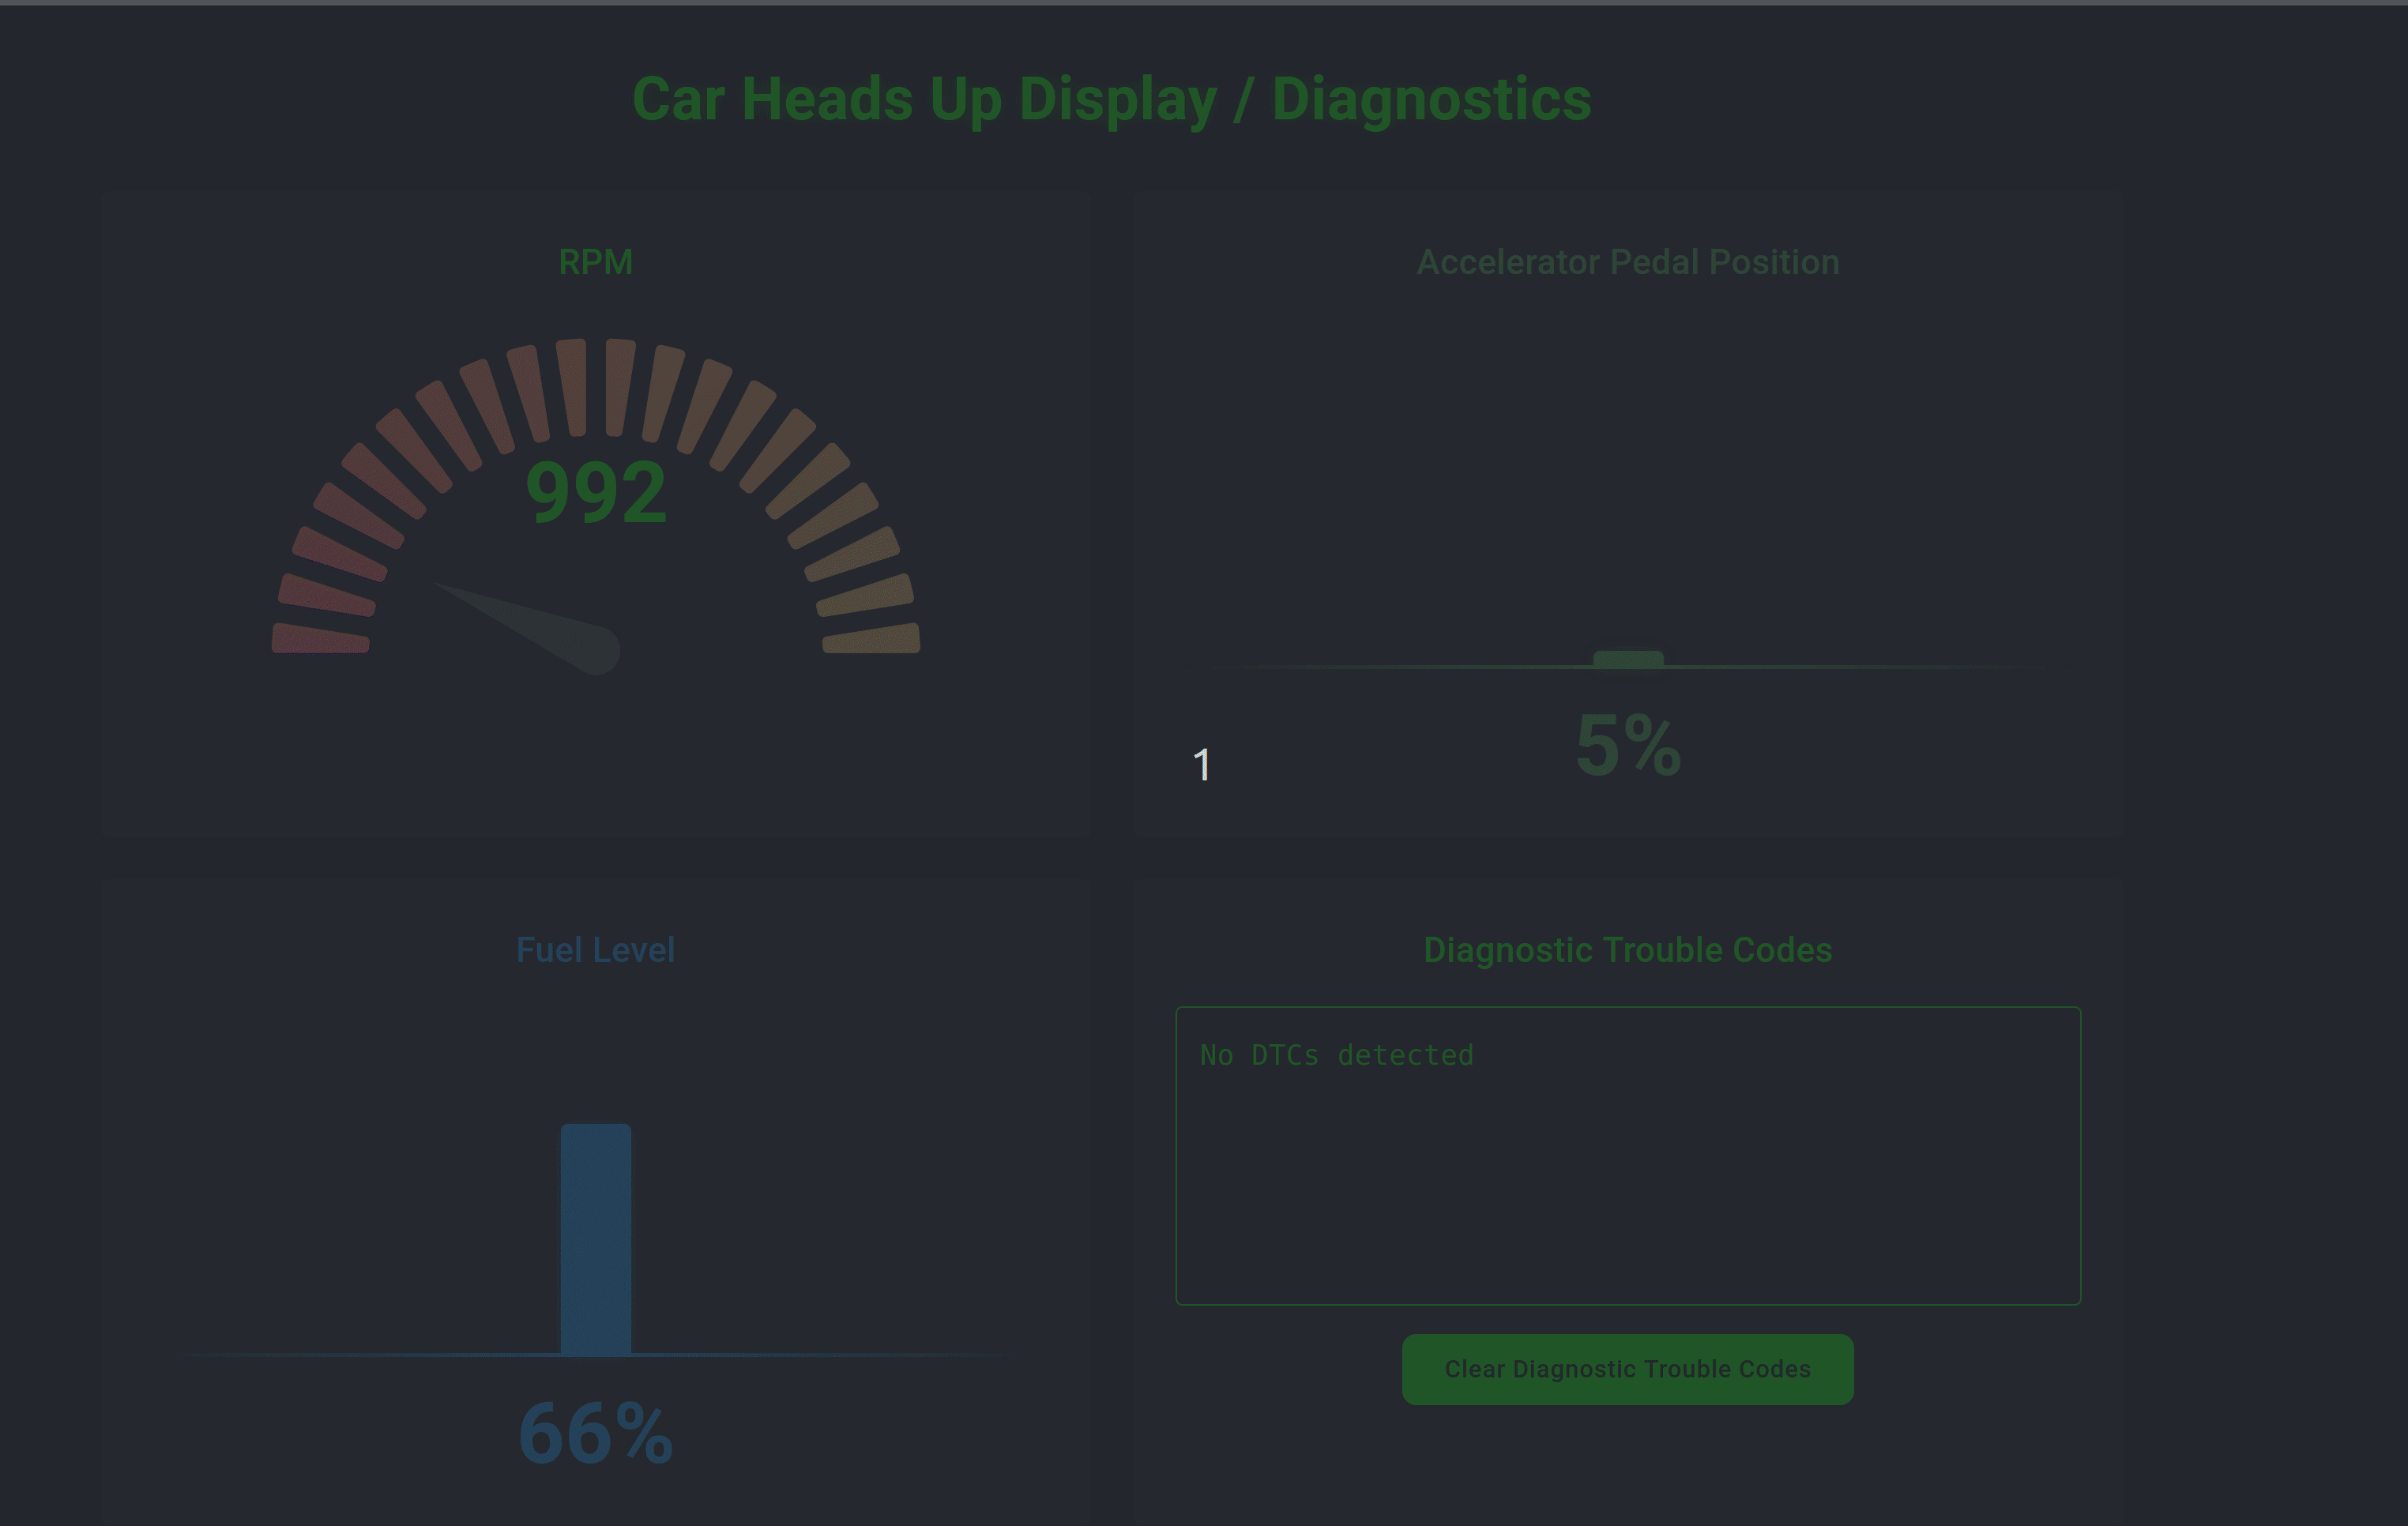 Car Heads Up Display / Diagnostics
RPM
992
Accelerator Pedal Position
5%
1
Fuel Level
66%
Diagnostic Trouble Codes
No DTCs detected
Clear Diagnostic Trouble Codes